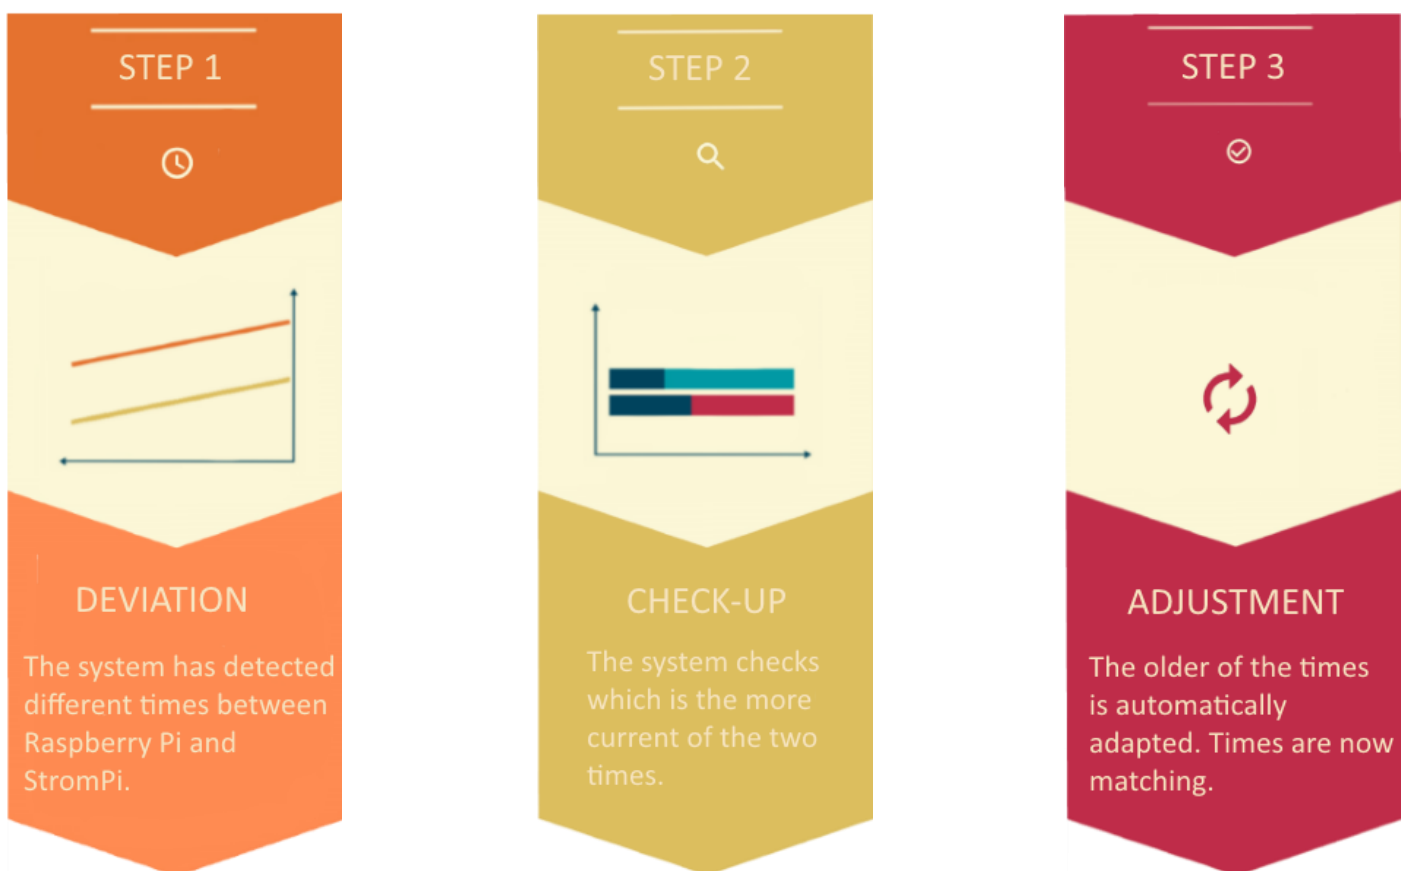 STEP 1
DEVIATION
The system has detected
different times between
Raspberry Pi and
StromPi.
STEP 2
CHECK-UP
The system checks
which is the more
current of the two
times.
STEP 3
ADJUSTMENT
The older of the times
is automatically
adapted. Times are now
matching.